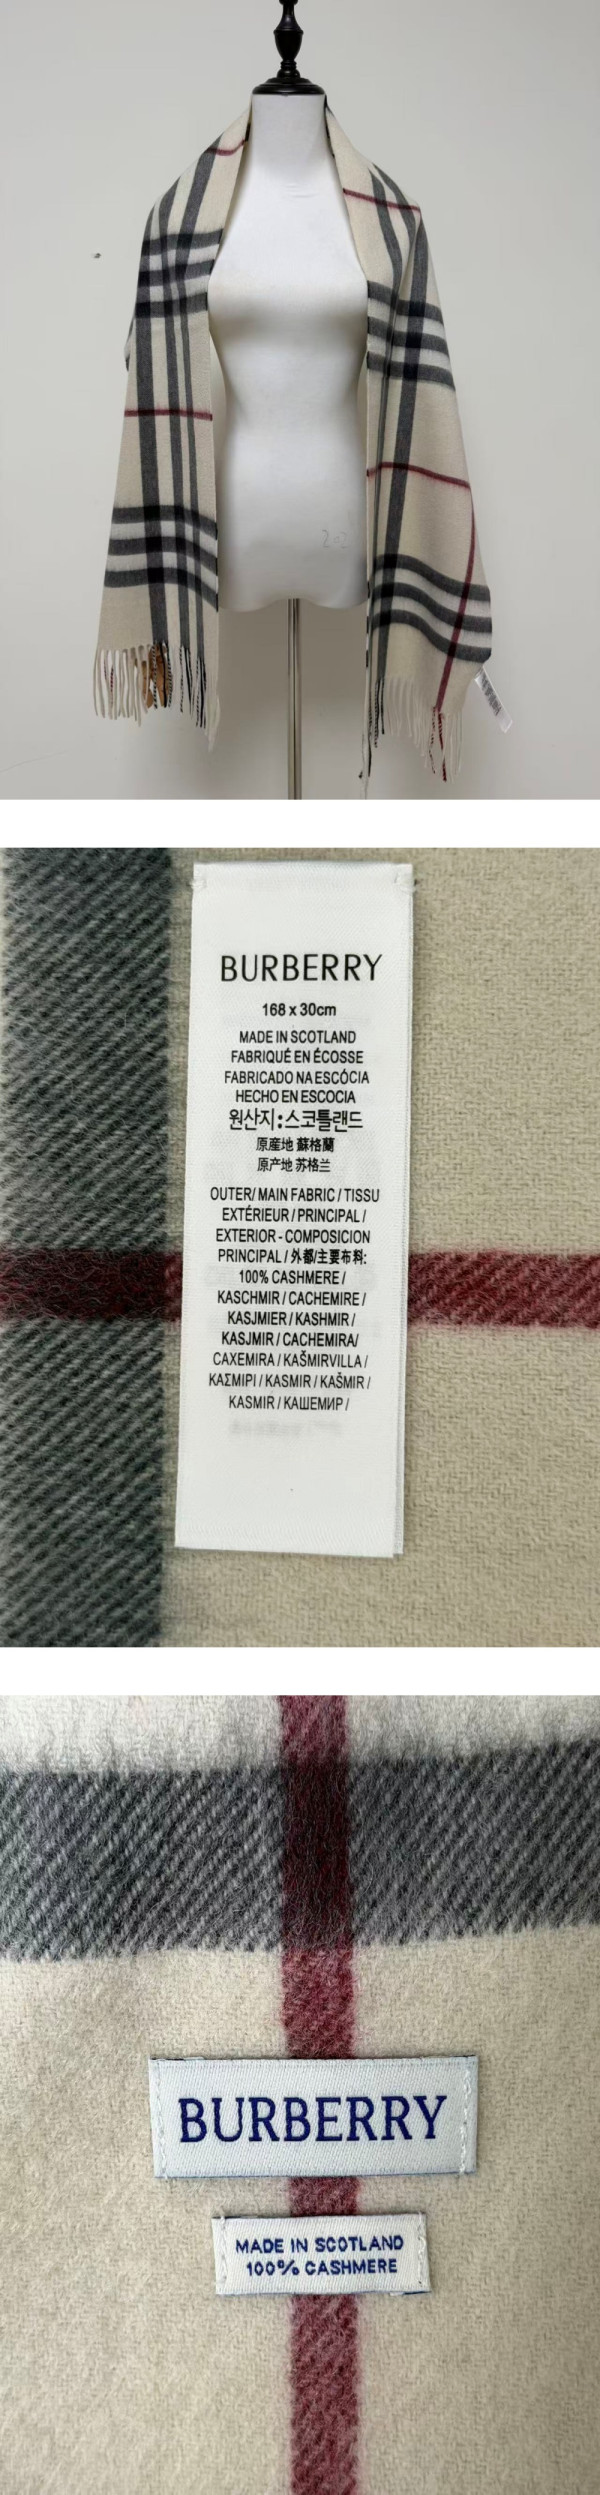 BURBERRY
168 x 30cm
MADE IN SCOTLAND
FABRIQUÉ EN ÉCOSSE
FABRICADO NA ESCÓCIA
HECHO EN ESCOCIA
원산지:스코틀랜드
原産地 蘇格蘭
原产地 苏格兰
OUTER/ MAIN FABRIC / TISSU
EXTÉRIEUR / PRINCIPAL /
EXTERIOR - COMPOSICION
PRINCIPAL / 外都/主要布料:
100% CASHMERE /
KASCHMIR / CACHEMIRE /
KASJMIER / KASHMIR /
KASJMIR / CACHEMIRA/
CAXEMIRA / KAŠMIRVILLA /
ΚΑΣΜΙΡΙ / KASMIR / KAŠMIR /
KASMIR / КАШЕМИР /
BURBERRY
MADE IN SCOTLAND
100% CASHMERE